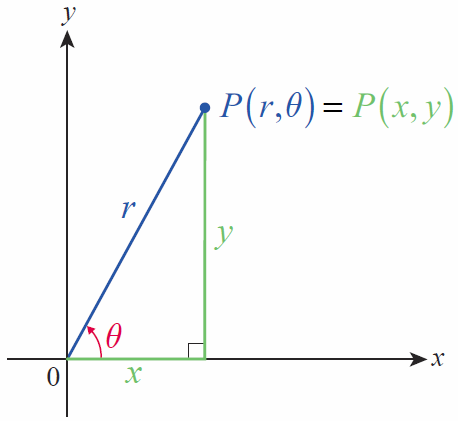 y
P(r,θ) = P(x,y)
r
y
θ
x
0
x